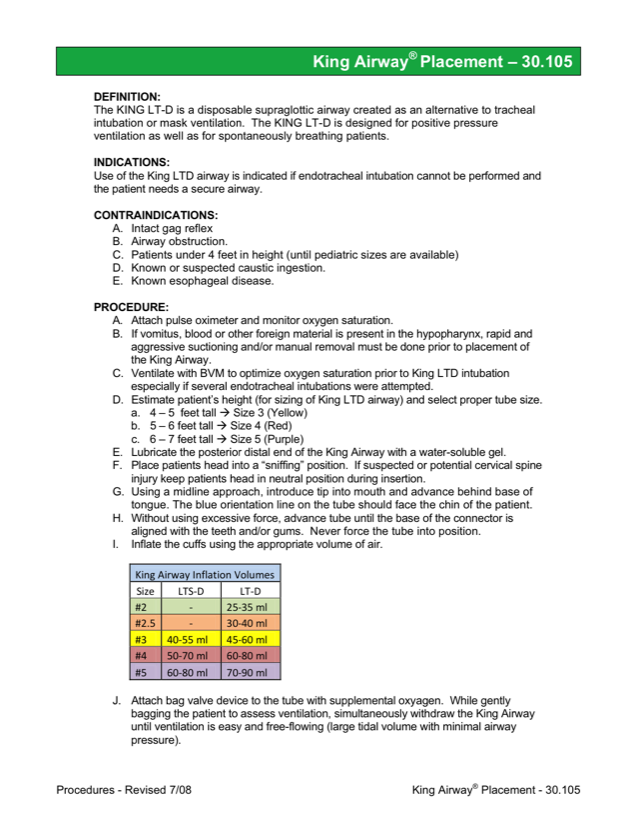 King Airway® Placement – 30.105
DEFINITION:
The KING LT-D is a disposable supraglottic airway created as an alternative to tracheal
intubation or mask ventilation.  The KING LT-D is designed for positive pressure
ventilation as well as for spontaneously breathing patients.
INDICATIONS:
Use of the King LTD airway is indicated if endotracheal intubation cannot be performed and
the patient needs a secure airway.
CONTRAINDICATIONS:
A. Intact gag reflex
B. Airway obstruction.
C. Patients under 4 feet in height (until pediatric sizes are available)
D. Known or suspected caustic ingestion.
E. Known esophageal disease.
PROCEDURE:
A. Attach pulse oximeter and monitor oxygen saturation.
B. If vomitus, blood or other foreign material is present in the hypopharynx, rapid and
aggressive suctioning and/or manual removal must be done prior to placement of
the King Airway.
C. Ventilate with BVM to optimize oxygen saturation prior to King LTD intubation
especially if several endotracheal intubations were attempted.
D. Estimate patient's height (for sizing of King LTD airway) and select proper tube size.
a. 4 – 5 feet tall → Size 3 (Yellow)
b. 5 – 6 feet tall → Size 4 (Red)
c. 6 – 7 feet tall → Size 5 (Purple)
E. Lubricate the posterior distal end of the King Airway with a water-soluble gel.
F. Place patients head into a "sniffing" position.  If suspected or potential cervical spine
injury keep patients head in neutral position during insertion.
G. Using a midline approach, introduce tip into mouth and advance behind base of
tongue. The blue orientation line on the tube should face the chin of the patient.
H. Without using excessive force, advance tube until the base of the connector is
aligned with the teeth and/or gums.  Never force the tube into position.
I. Inflate the cuffs using the appropriate volume of air.
King Airway Inflation Volumes
Size LTS-D LT-D
#2 - 25-35 ml
#2.5 - 30-40 ml
#3 40-55 ml 45-60 ml
#4 50-70 ml 60-80 ml
#5 60-80 ml 70-90 ml
J. Attach bag valve device to the tube with supplemental oxyagen.  While gently
bagging the patient to assess ventilation, simultaneously withdraw the King Airway
until ventilation is easy and free-flowing (large tidal volume with minimal airway
pressure).
Procedures - Revised 7/08 King Airway® Placement - 30.105